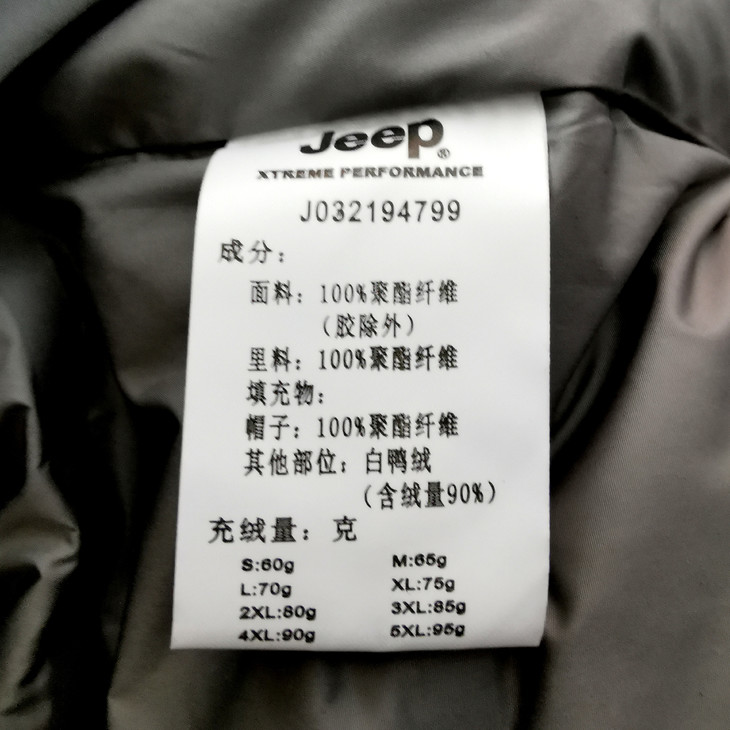 Jeep®
XTREME PERFORMANCE
J032194799
成分：
面料：100%聚酯纤维
（胶除外）
里料：100%聚酯纤维
填充物：
帽子：100%聚酯纤维
其他部位：白鸭绒
（含绒量90%）
充绒量：克
S:60g M:65g
L:70g XL:75g
2XL:80g 3XL:85g
4XL:90g 5XL:95g